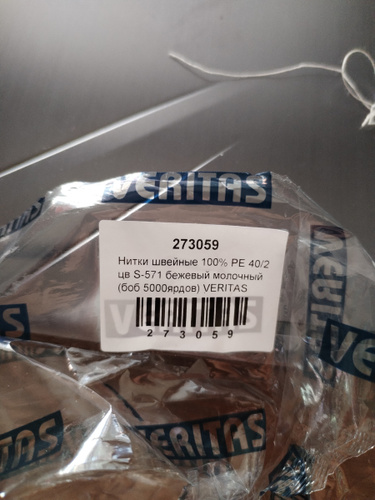 VERITAS
273059
Нитки швейные 100% PE 40/2
цв S-571 бежевый молочный
(боб 5000ярдов) VERITAS
273059
VERITAS
VERITAS
VERITAS